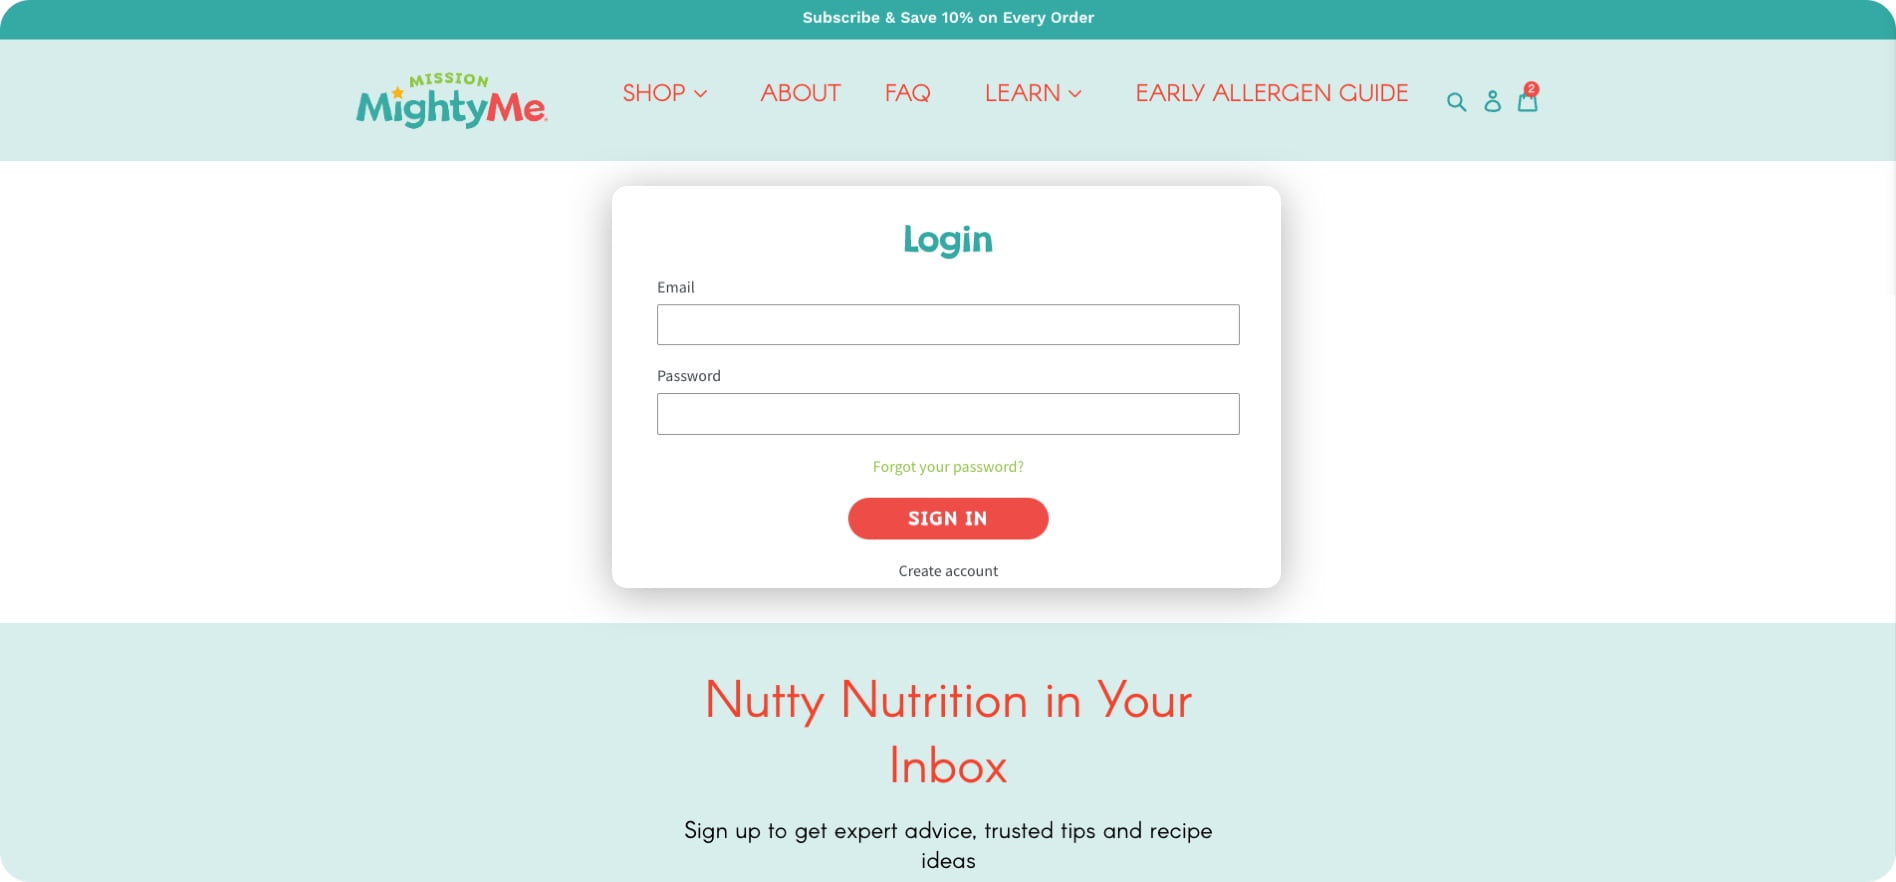 Subscribe & Save 10% on Every Order
MISSION
MightyMe
SHOP
ABOUT
FAQ
LEARN
EARLY ALLERGEN GUIDE
2
Login
Email
Password
Forgot your password?
SIGN IN
Create account
Nutty Nutrition in Your
Inbox
Sign up to get expert advice, trusted tips and recipe
ideas